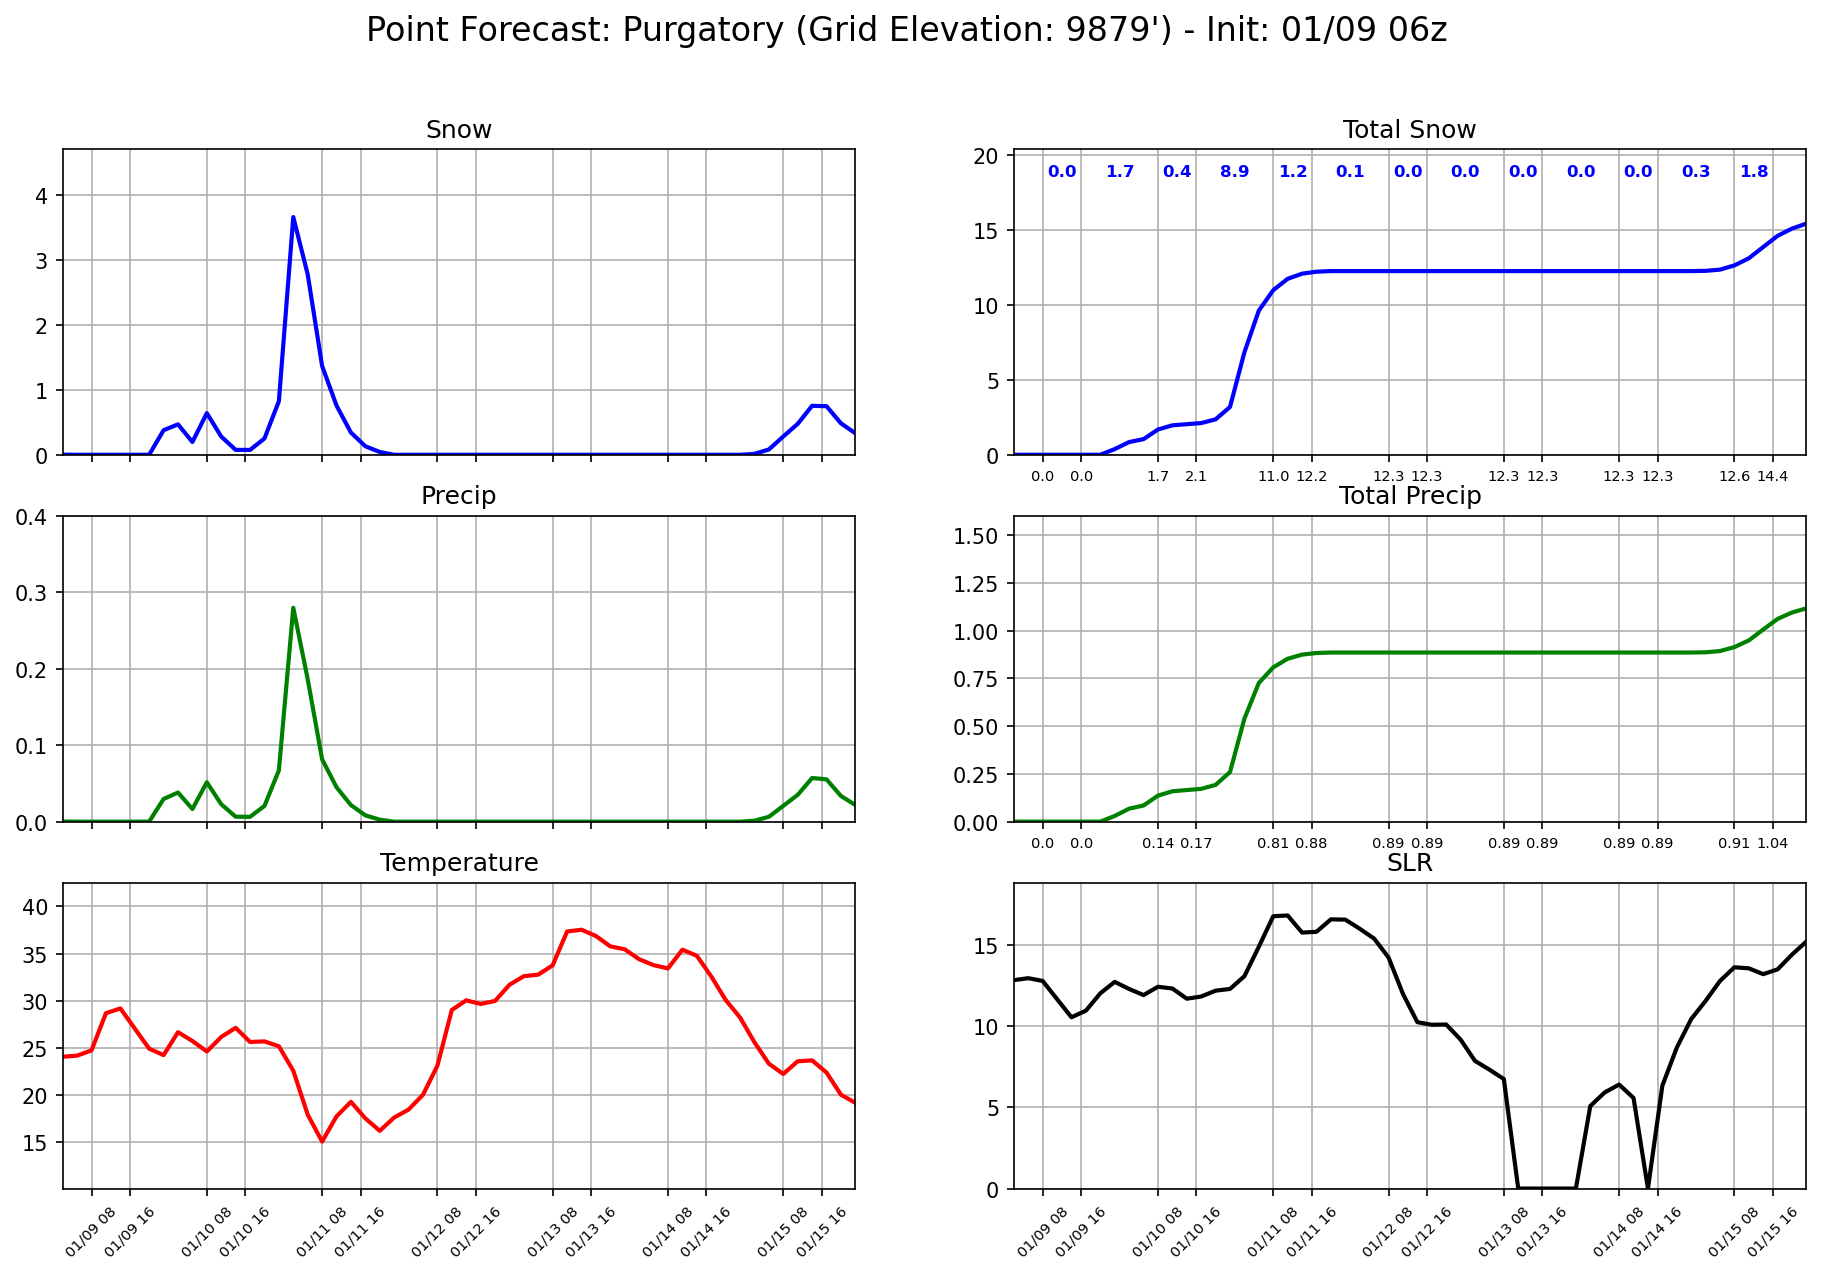 Point Forecast: Purgatory (Grid Elevation: 9879') - Init: 01/09 06z
Snow
4
3
2
1
0
Total Snow
20
15
10
5
0
0.0 1.7 0.4 8.9 1.2 0.1 0.0 0.0 0.0 0.0 0.0 0.3 1.8
0.0 0.0 1.7 2.1 11.0 12.2 12.3 12.3 12.3 12.3 12.3 12.3 12.6 14.4
Precip
0.4
0.3
0.2
0.1
0.0
Total Precip
1.50
1.25
1.00
0.75
0.50
0.25
0.00
0.0 0.0 0.14 0.17 0.81 0.88 0.89 0.89 0.89 0.89 0.89 0.89 0.91 1.04
Temperature
40
35
30
25
20
15
01/09 08 01/09 16 01/10 08 01/10 16 01/11 08 01/11 16 01/12 08 01/12 16 01/13 08 01/13 16 01/14 08 01/14 16 01/15 08 01/15 16
SLR
15
10
5
0
01/09 08 01/09 16 01/10 08 01/10 16 01/11 08 01/11 16 01/12 08 01/12 16 01/13 08 01/13 16 01/14 08 01/14 16 01/15 08 01/15 16